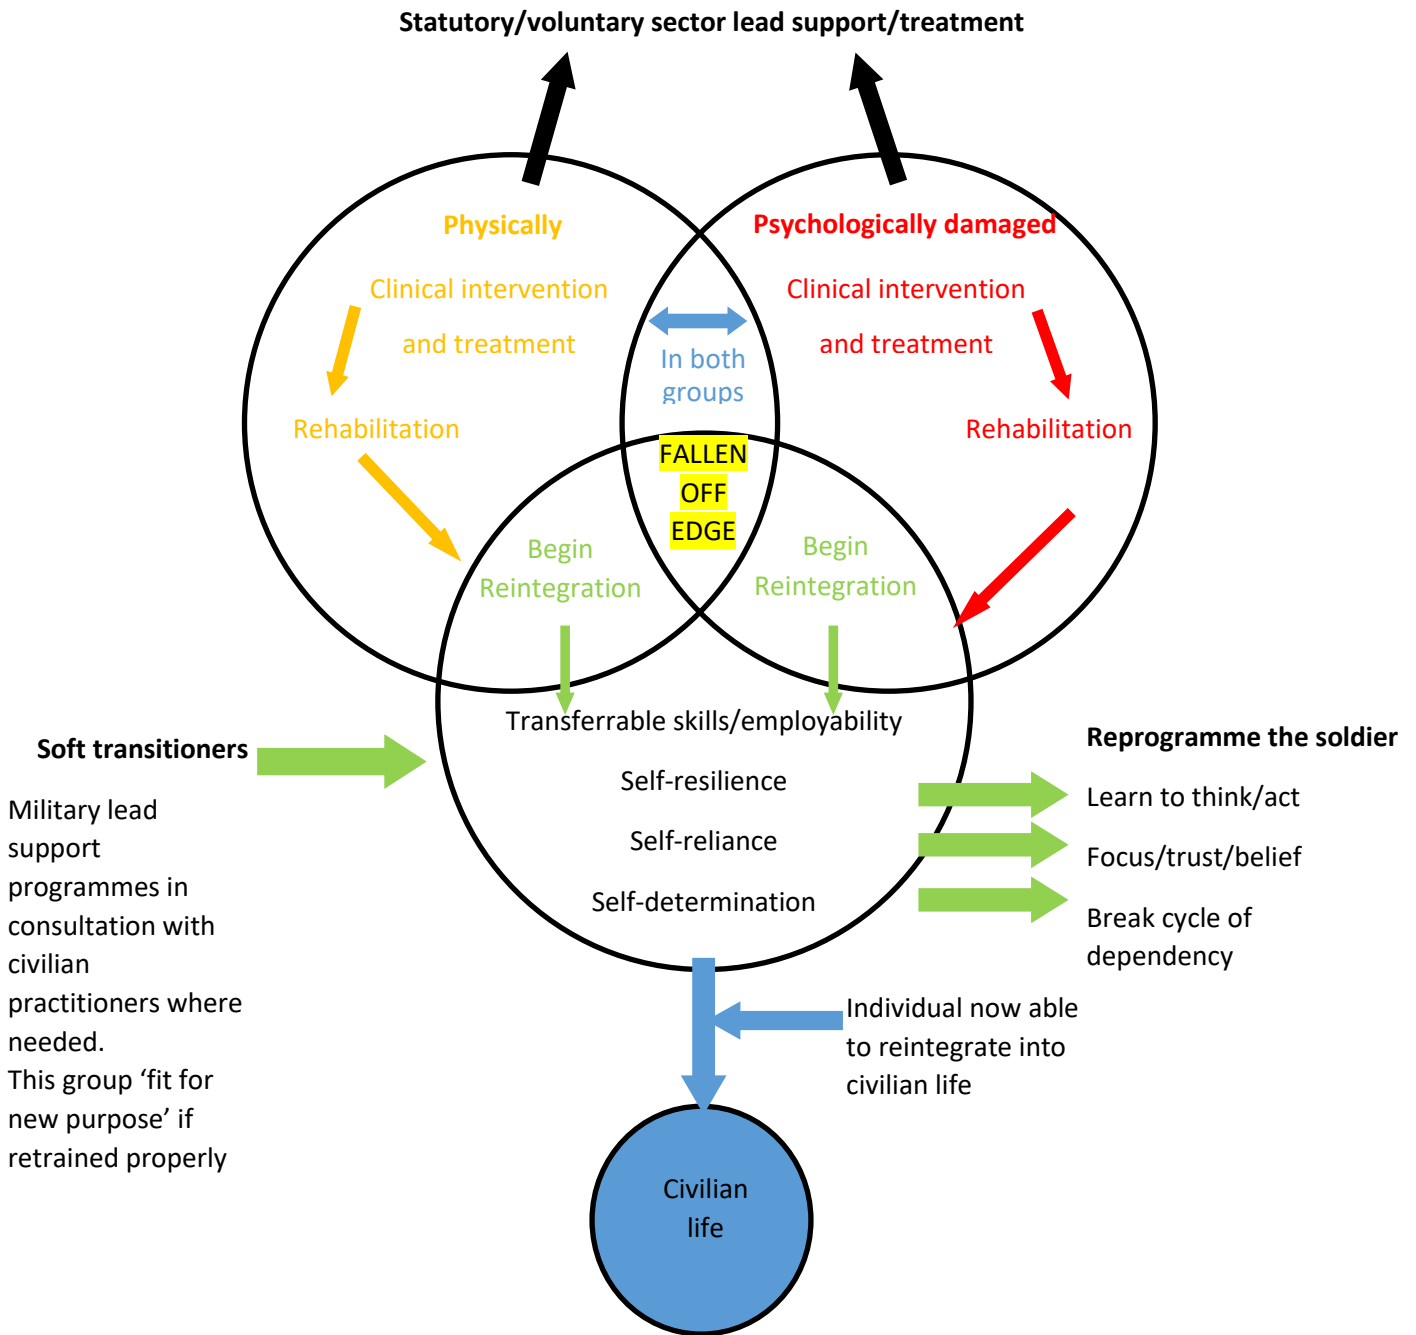 Statutory/voluntary sector lead support/treatment
Physically
Clinical intervention
and treatment
Rehabilitation
Psychologically damaged
Clinical intervention
and treatment
Rehabilitation
In both
groups
FALLEN
OFF
EDGE
Begin
Reintegration
Begin
Reintegration
Transferrable skills/employability
Self-resilience
Self-reliance
Self-determination
Soft transitioners
Military lead
support
programmes in
consultation with
civilian
practitioners where
needed.
This group ‘fit for
new purpose’ if
retrained properly
Reprogramme the soldier
Learn to think/act
Focus/trust/belief
Break cycle of
dependency
Individual now able
to reintegrate into
civilian life
Civilian
life